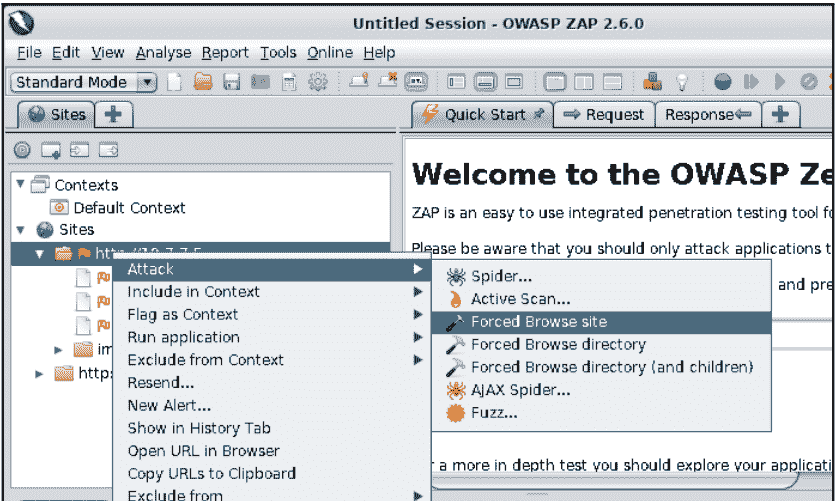 Untitled Session - OWASP ZAP 2.6.0
File Edit View Analyse Report Tools Online Help
Standard Mode
Sites
Quick Start
Request
Response
Welcome to the OWASP Ze
ZAP is an easy to use integrated penetration testing tool fo
Please be aware that you should only attack applications t
and pre
r a more in depth test you should explore your applicati
Contexts
Default Context
Sites
im
http
Attack
Include in Context
Flag as Context
Run application
Exclude from Context
Resend...
New Alert...
Show in History Tab
Open URL in Browser
Copy URLs to Clipboard
Exclude from
Spider...
Active Scan...
Forced Browse site
Forced Browse directory
Forced Browse directory (and children)
AJAX Spider...
Fuzz...